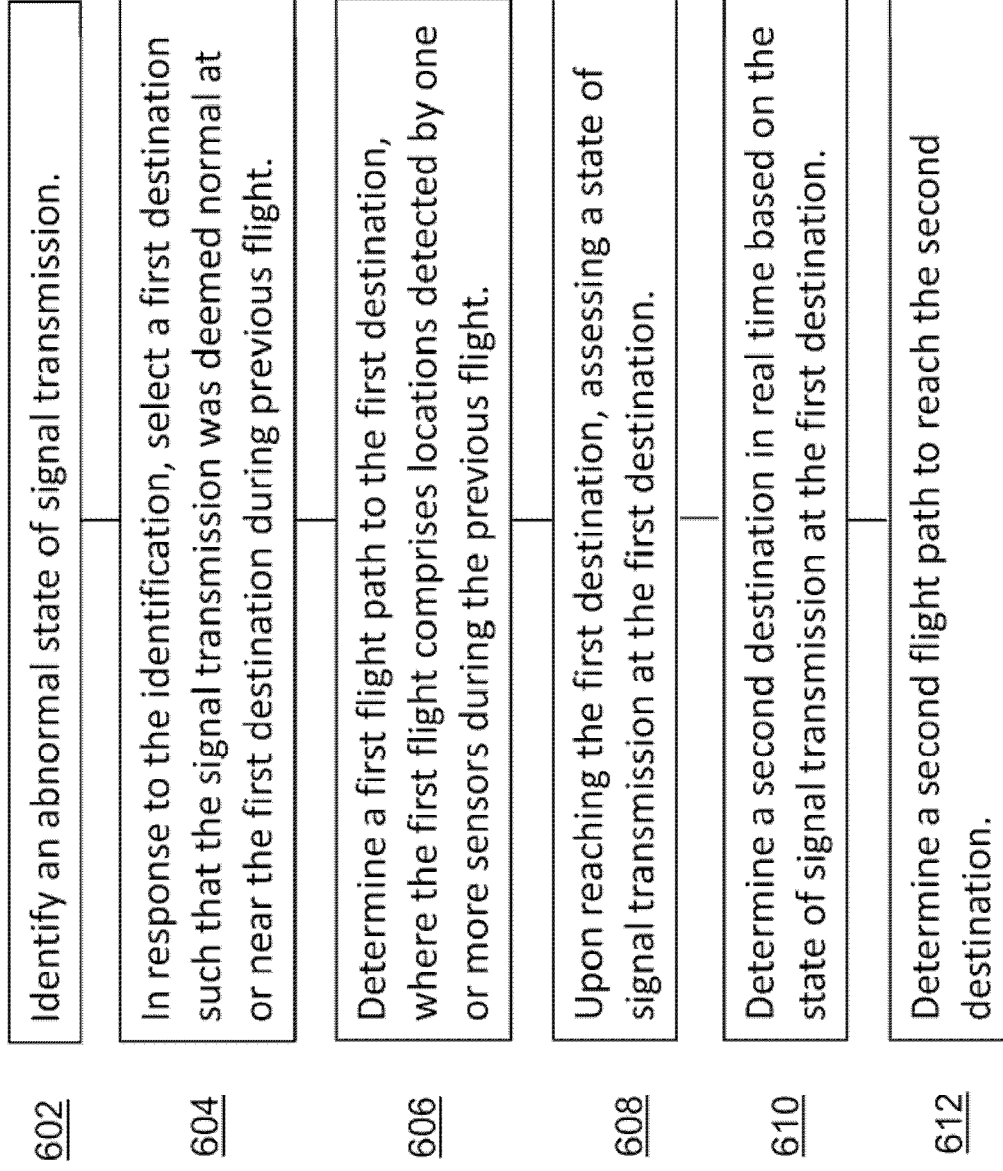 602
Identify an abnormal state of signal transmission.
604
In response to the identification, select a first destination
such that the signal transmission was deemed normal at
or near the first destination during previous flight.
606
Determine a first flight path to the first destination,
where the first flight comprises locations detected by one
or more sensors during the previous flight.
608
Upon reaching the first destination, assessing a state of
signal transmission at the first destination.
610
Determine a second destination in real time based on the
state of signal transmission at the first destination.
612
Determine a second flight path to reach the second
destination.